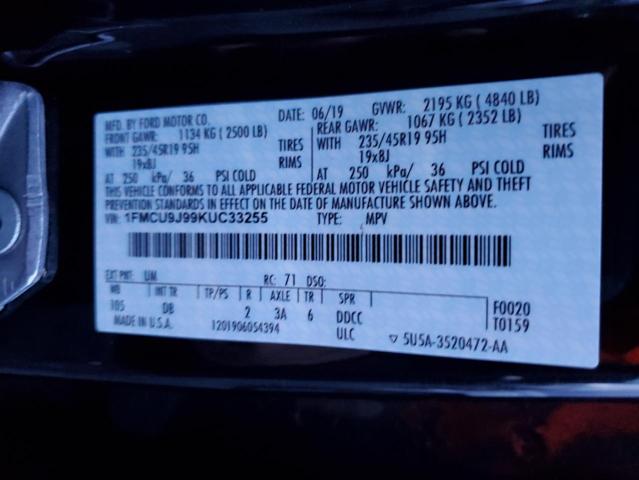 MFD. BY FORD MOTOR CO. DATE: 06/19 GVWR: 2195 KG ( 4840 LB)
FRONT GAWR: 1134 KG ( 2500 LB) REAR GAWR: 1067 KG ( 2352 LB)
WITH 235/45R19 95H TIRES WITH 235/45R19 95H TIRES
19x8J RIMS 19x8J RIMS
AT 250 kPa/ 36 PSI COLD AT 250 kPa/ 36 PSI COLD
THIS VEHICLE CONFORMS TO ALL APPLICABLE FEDERAL MOTOR VEHICLE SAFETY AND THEFT
PREVENTION STANDARDS IN EFFECT ON THE DATE OF MANUFACTURE SHOWN ABOVE.
VIN: 1FMCU9J99KUC33255 TYPE: MPV
EXT PNT: UM RC: 71 DSO:
WB INT TR TP/PS R AXLE TR SPR F0020
105 DB 2 3A 6 DDCC T0159
MADE IN U.S.A. 1201906054394 ULC ▽ 5U5A-3520472-AA